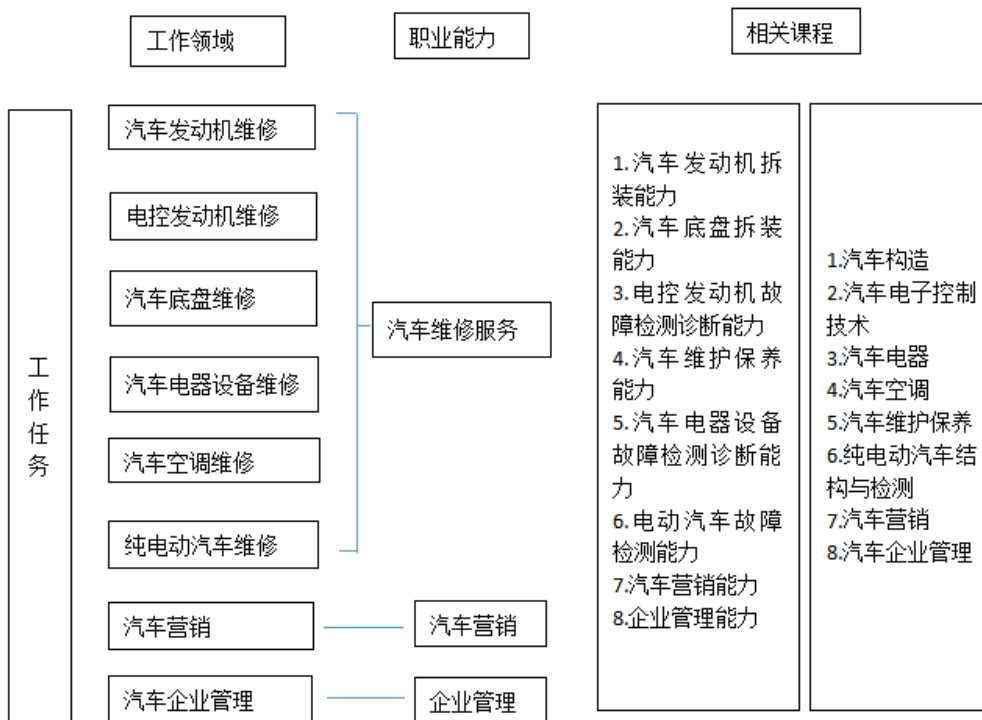 工作领域
职业能力
相关课程
工作任务
汽车发动机维修
电控发动机维修
汽车底盘维修
汽车电器设备维修
汽车空调维修
纯电动汽车维修
汽车营销
汽车企业管理
汽车维修服务
汽车营销
企业管理
1.汽车发动机拆
装能力
2.汽车底盘拆装
能力
3.电控发动机故
障检测诊断能力
4.汽车维护保养
能力
5.汽车电器设备
故障检测诊断能
力
6.电动汽车故障
检测能力
7.汽车营销能力
8.企业管理能力
1.汽车构造
2.汽车电子控制
技术
3.汽车电器
4.汽车空调
5.汽车维护保养
6.纯电动汽车结
构与检测
7.汽车营销
8.汽车企业管理